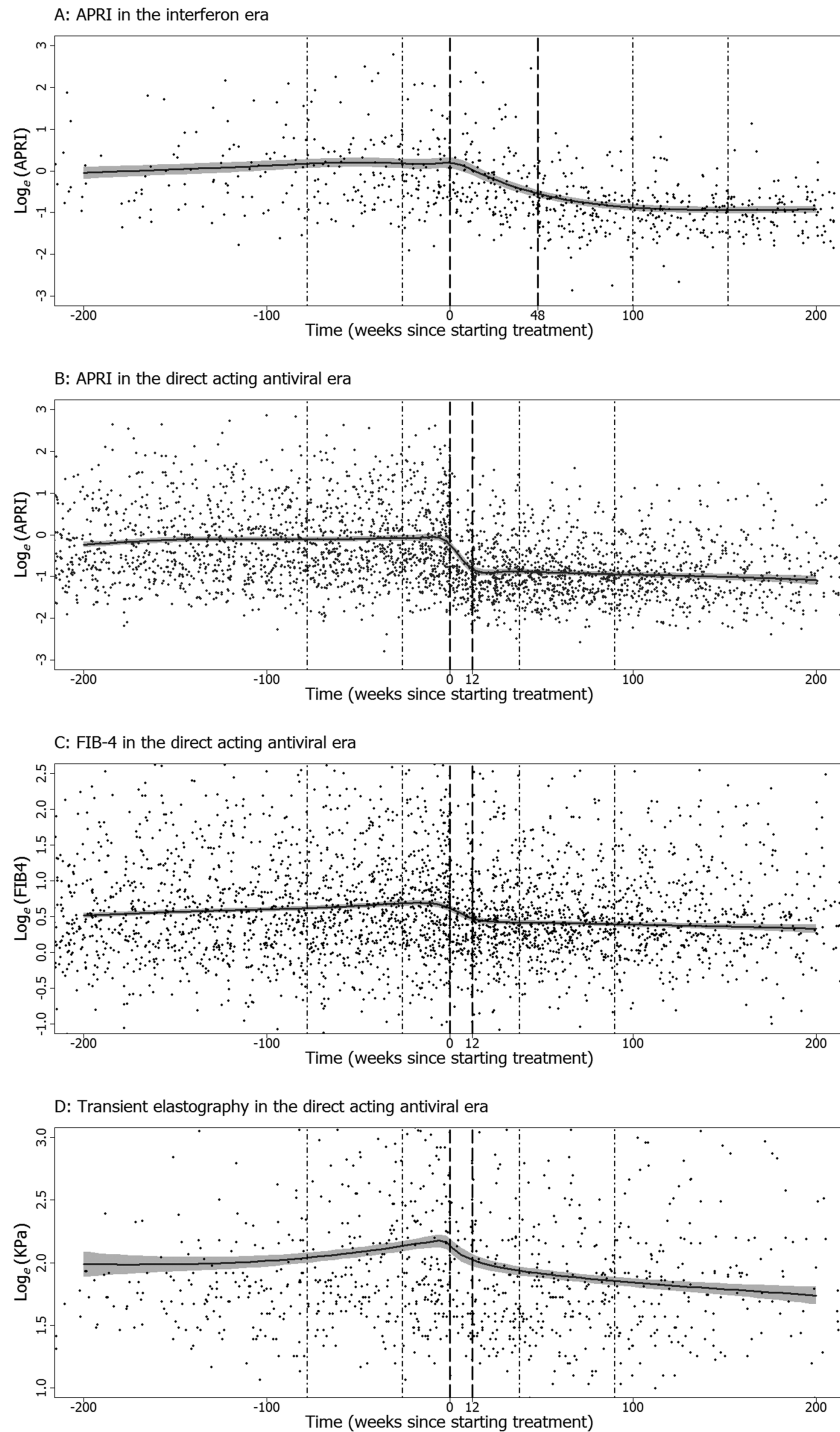 A: APRI in the interferon era
3
2
1
0
-1
-2
-3
Logₑ (APRI)
-200 -100 0 48 100 200
Time (weeks since starting treatment)
B: APRI in the direct acting antiviral era
3
2
1
0
-1
-2
-3
Logₑ (APRI)
-200 -100 0 12 100 200
Time (weeks since starting treatment)
C: FIB-4 in the direct acting antiviral era
2.5
2.0
1.5
1.0
0.5
0.0
-0.5
-1.0
Logₑ (FIB4)
-200 -100 0 12 100 200
Time (weeks since starting treatment)
D: Transient elastography in the direct acting antiviral era
3.0
2.5
2.0
1.5
1.0
Logₑ (KPa)
-200 -100 0 12 100 200
Time (weeks since starting treatment)